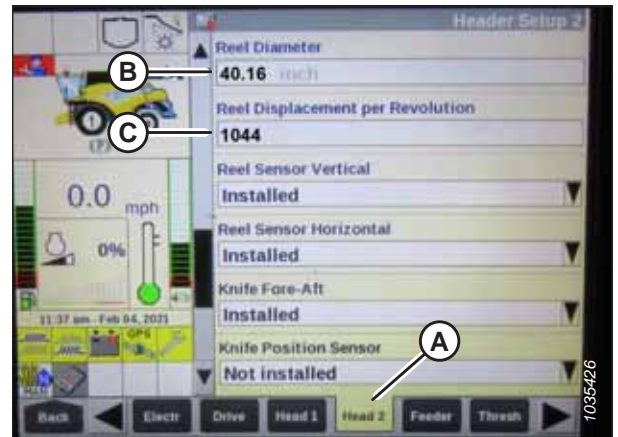 Header Setup 2
Reel Diameter
B
40.16 inch
Reel Displacement per Revolution
C
1044
Reel Sensor Vertical
Installed
Reel Sensor Horizontal
Installed
Knife Fore-Aft
Installed
Knife Position Sensor
Not installed
A
1
(P)
0.0 mph
0%
11:37 am - Feb 04, 2021
GPS
Back
Electr
Drive
Head 1
Head 2
Feeder
Thresh
1035426